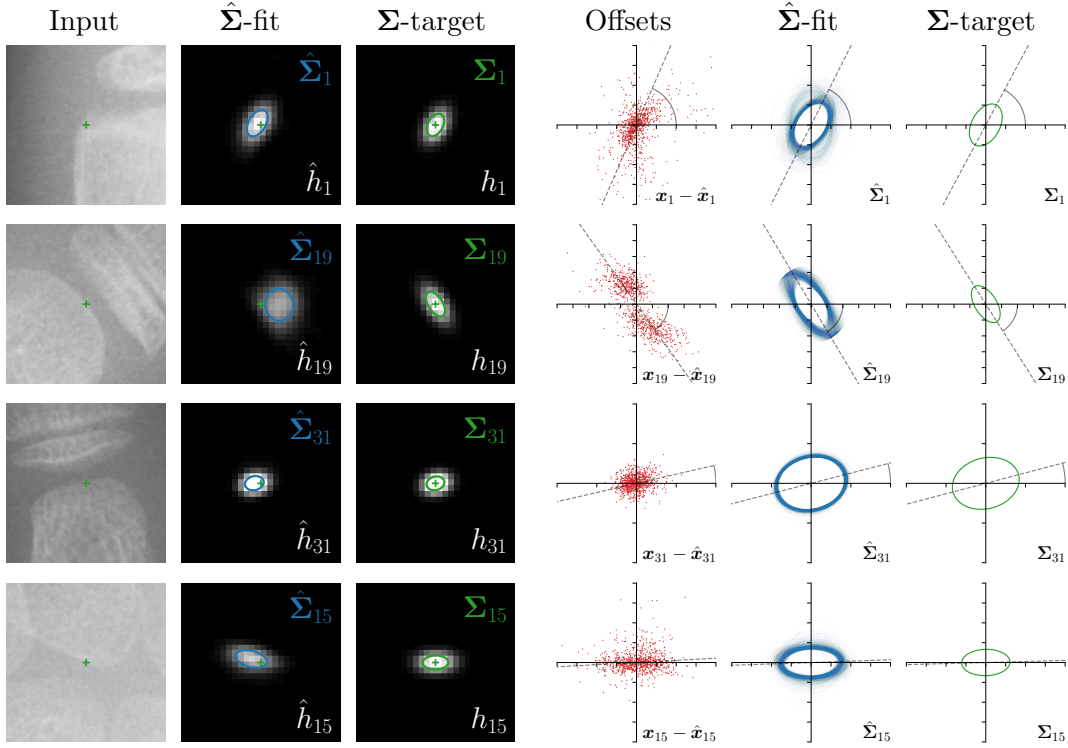 Input Σ̂-fit Σ-target Offsets Σ̂-fit Σ-target
Σ̂₁ Σ₁
ĥ₁ h₁ x₁ − x̂₁ Σ̂₁ Σ₁
Σ̂₁₉ Σ₁₉
ĥ₁₉ h₁₉ x₁₉ − x̂₁₉ Σ̂₁₉ Σ₁₉
Σ̂₃₁ Σ₃₁
ĥ₃₁ h₃₁ x₃₁ − x̂₃₁ Σ̂₃₁ Σ₃₁
Σ̂₁₅ Σ₁₅
ĥ₁₅ h₁₅ x₁₅ − x̂₁₅ Σ̂₁₅ Σ₁₅